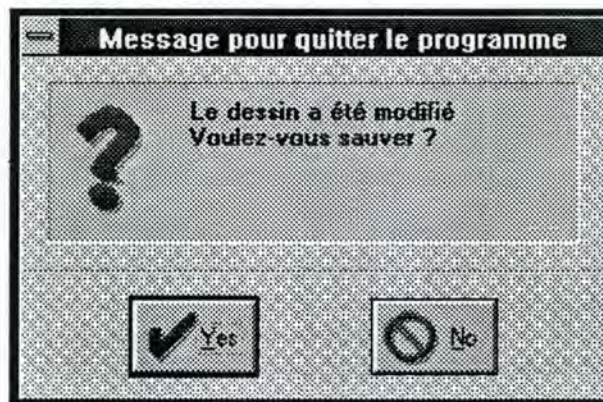 Message pour quitter le programme
Le dessin a été modifié
Voulez-vous sauver ?
Yes
No